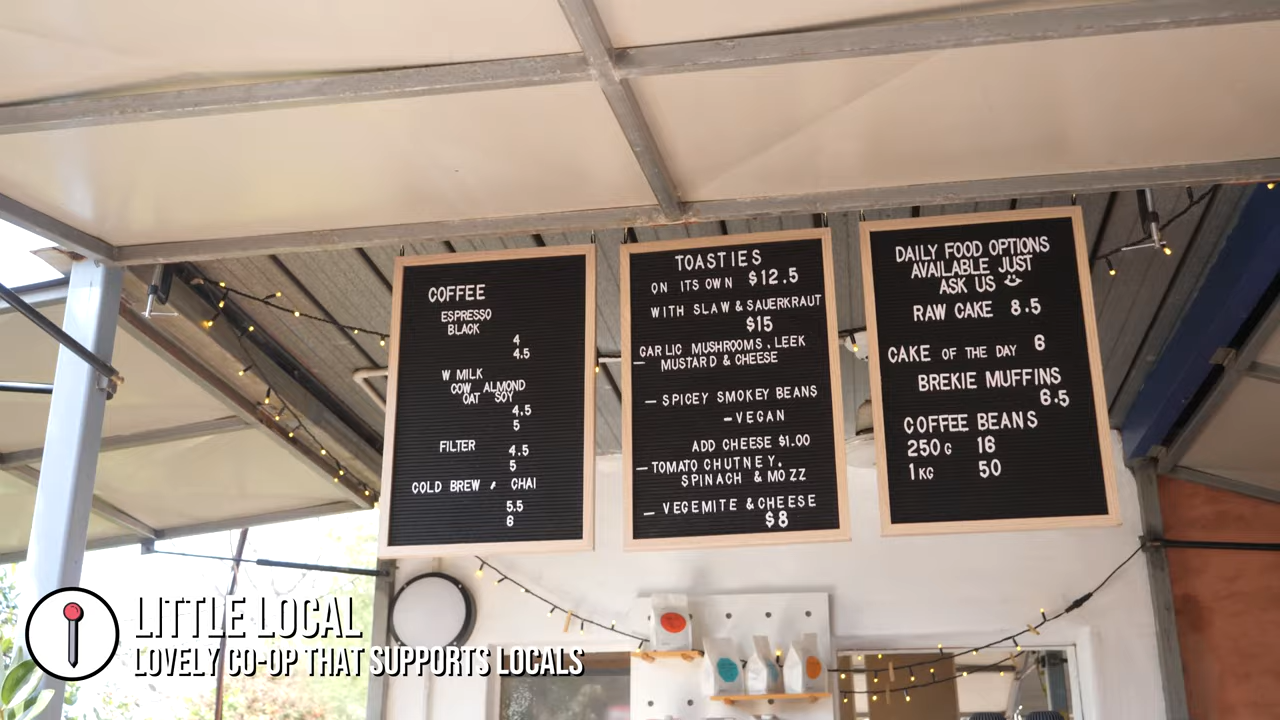 COFFEE
ESPRESSO
BLACK
4
4.5
W MILK
COW ALMOND
OAT SOY
4.5
5
FILTER 4.5
5
COLD BREW , CHAI
5.5
6
TOASTIES
ON ITS OWN $12.5
WITH SLAW & SAUERKRAUT
$15
GARLIC MUSHROOMS, LEEK
— MUSTARD & CHEESE
— SPICEY SMOKEY BEANS
- VEGAN
ADD CHEESE $1.00
— TOMATO CHUTNEY,
SPINACH & MOZZ
— VEGEMITE & CHEESE
$8
DAILY FOOD OPTIONS
AVAILABLE JUST
ASK US ☺
RAW CAKE 8.5
CAKE OF THE DAY 6
BREKIE MUFFINS
6.5
COFFEE BEANS
250G 16
1KG 50
LITTLE LOCAL
LOVELY CO-OP THAT SUPPORTS LOCALS